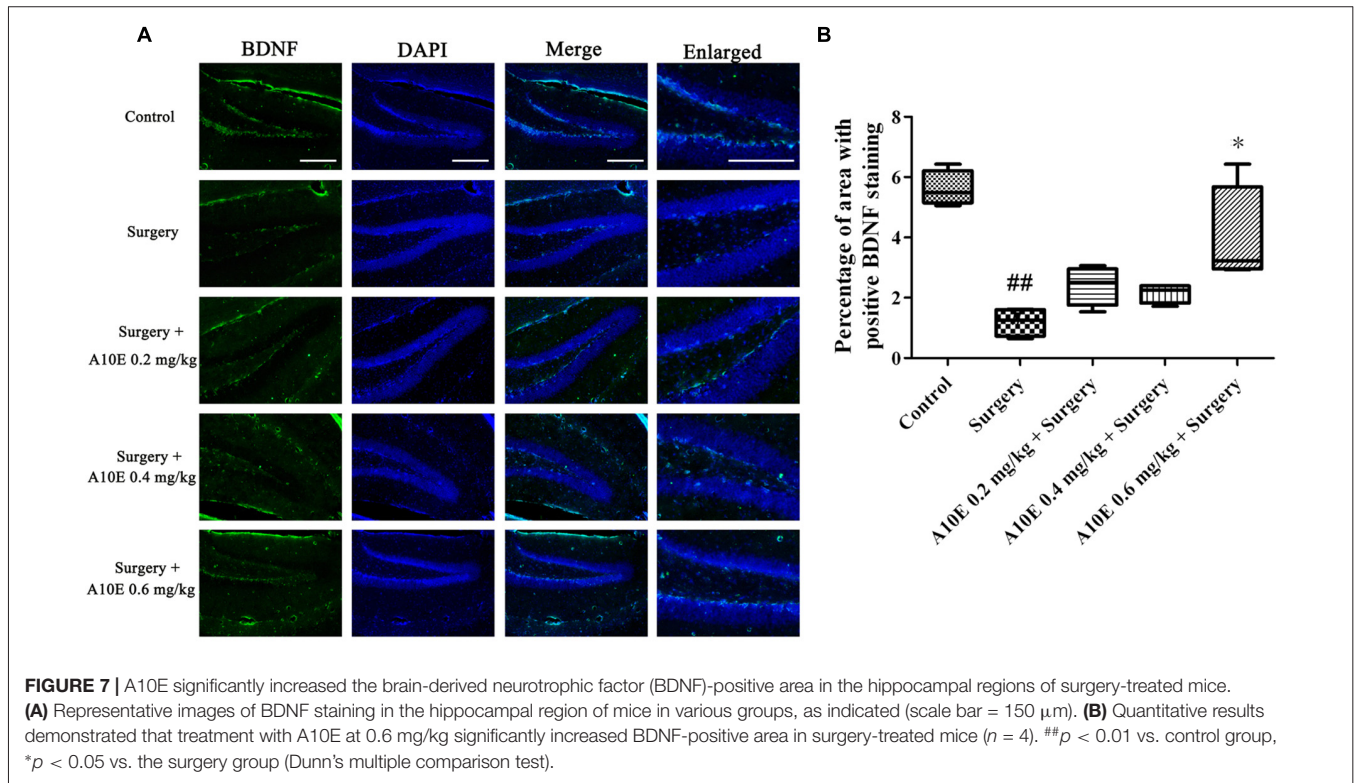 A
BDNF DAPI Merge Enlarged
Control
Surgery
Surgery +
A10E 0.2 mg/kg
Surgery +
A10E 0.4 mg/kg
Surgery +
A10E 0.6 mg/kg
B
Percentage of area with
positive BDNF staining
8
6
4
2
0
##
*
Control
Surgery
A10E 0.2 mg/kg + Surgery
A10E 0.4 mg/kg + Surgery
A10E 0.6 mg/kg + Surgery
FIGURE 7 | A10E significantly increased the brain-derived neurotrophic factor (BDNF)-positive area in the hippocampal regions of surgery-treated mice.
(A) Representative images of BDNF staining in the hippocampal region of mice in various groups, as indicated (scale bar = 150 μm). (B) Quantitative results
demonstrated that treatment with A10E at 0.6 mg/kg significantly increased BDNF-positive area in surgery-treated mice (n = 4). ##p < 0.01 vs. control group,
*p < 0.05 vs. the surgery group (Dunn's multiple comparison test).